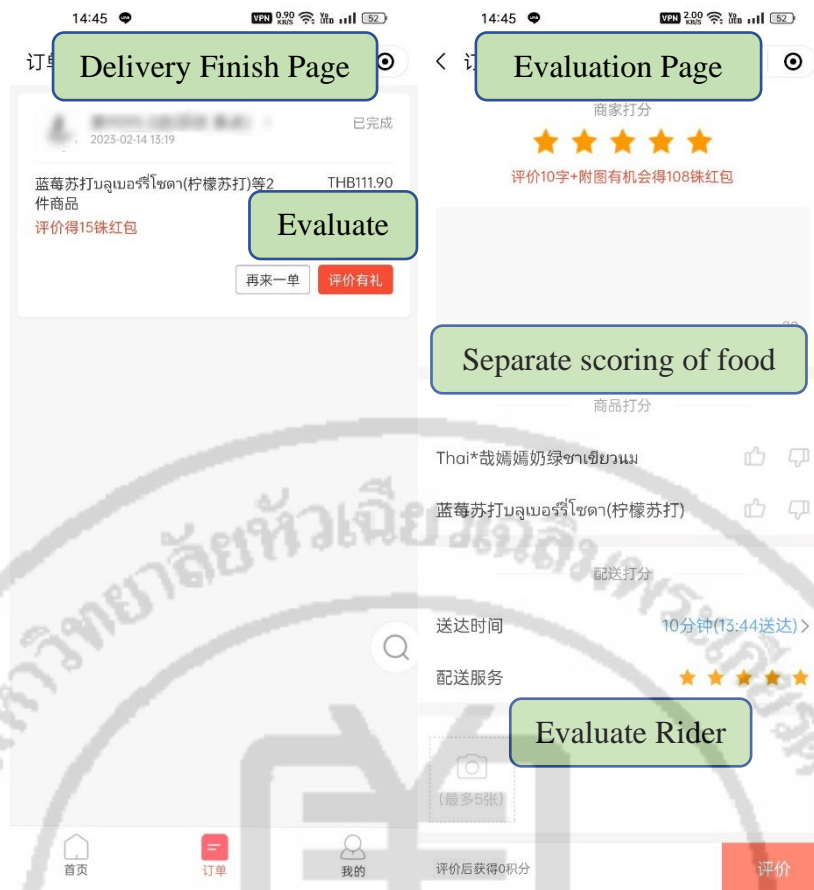 14:45
VPN 0.90 KB/S 52
订单
Delivery Finish Page
已完成
2023-02-14 13:19
蓝莓苏打บลูเบอร์รี่โซดา(柠檬苏打)等2
THB111.90
件商品
评价得15铢红包
Evaluate
再来一单
评价有礼
首页
订单
我的
14:45
VPN 2.00 KB/S 52
Evaluation Page
商家打分
评价10字+附图有机会得108铢红包
Separate scoring of food
商品打分
Thai*哉嫣嫣奶绿ชาเขียวนม
蓝莓苏打บลูเบอร์รี่โซดา(柠檬苏打)
配送打分
送达时间
10分钟(13:44送达)
配送服务
Evaluate Rider
(最多5张)
评价后获得0积分
评价